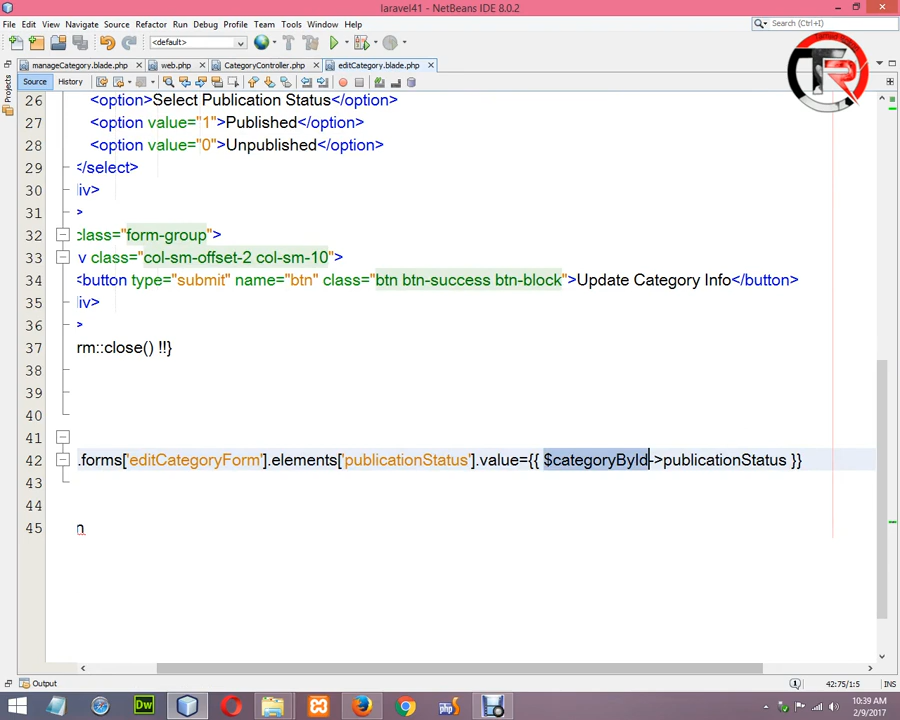 laravel41 - NetBeans IDE 8.0.2
File Edit View Navigate Source Refactor Run Debug Profile Team Tools Window Help
Search (Ctrl+I)
<default>
manageCategory.blade.php web.php CategoryController.php editCategory.blade.php
Source History
Projects
26 <option>Select Publication Status</option>
27 <option value="1">Published</option>
28 <option value="0">Unpublished</option>
29 </select>
30 iv>
31 >
32 class="form-group">
33 v class="col-sm-offset-2 col-sm-10">
34 <button type="submit" name="btn" class="btn btn-success btn-block">Update Category Info</button>
35 iv>
36 >
37 rm::close() !!}
38
39
40
41
42 .forms['editCategoryForm'].elements['publicationStatus'].value={{ $categoryById->publicationStatus }}
43
44
45 n
Output
42:75/1:5 INS
10:39 AM
2/9/2017